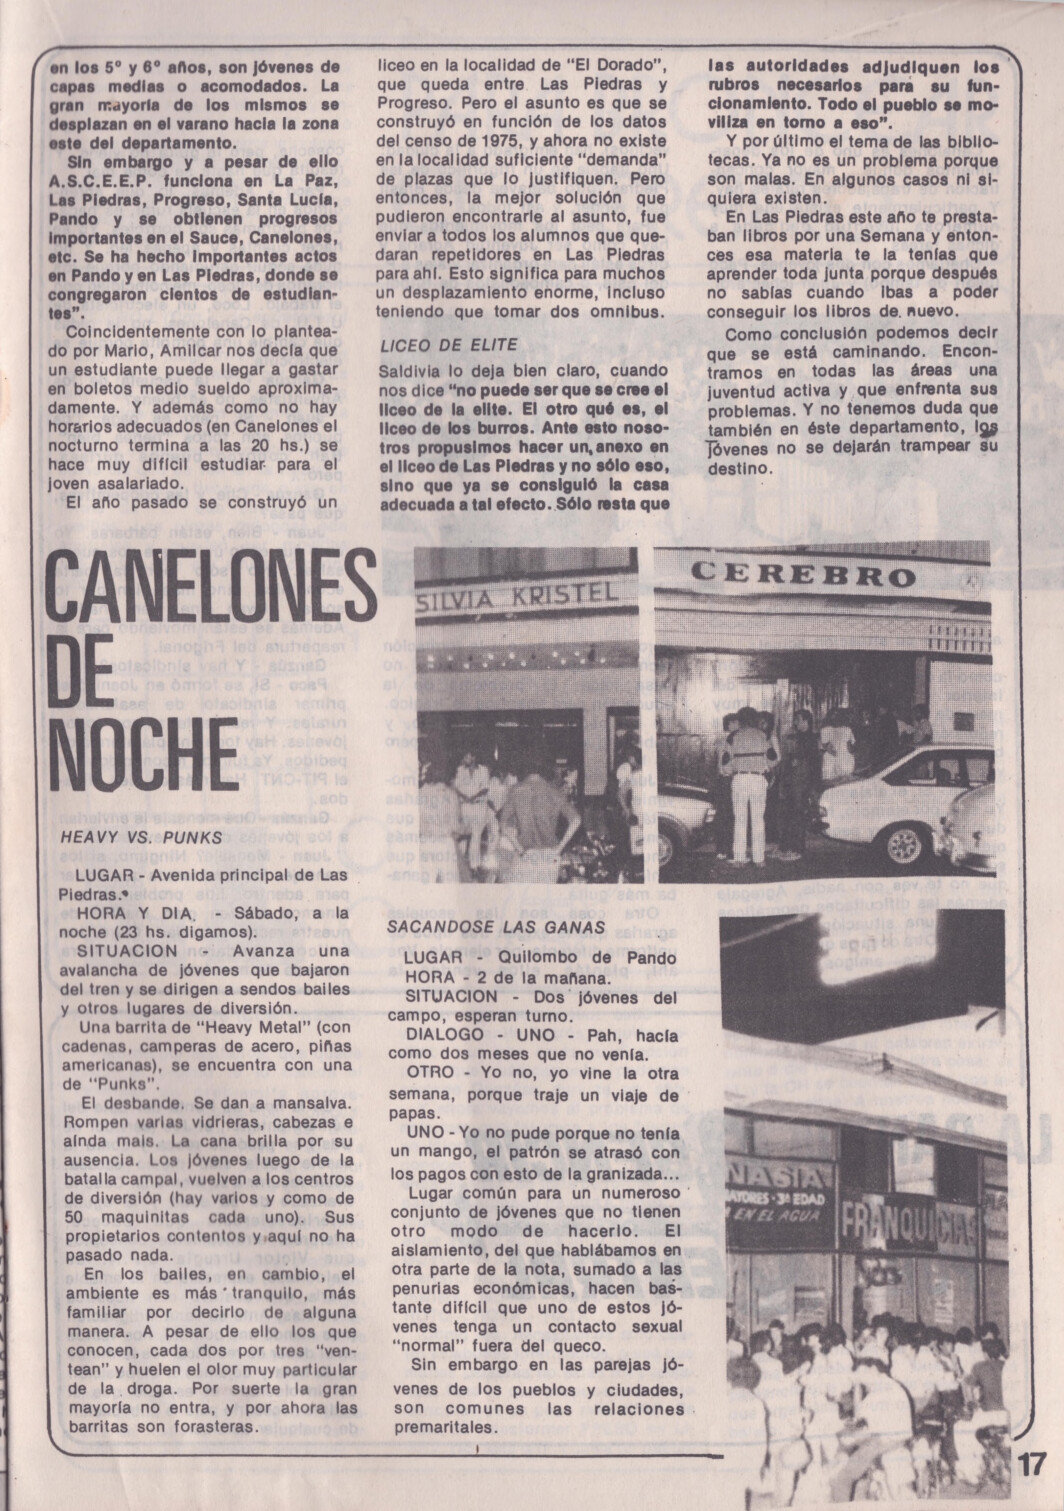 en los 5º y 6º años, son jóvenes de
capas medias o acomodados. La
gran mayoría de los mismos se
desplazan en el varano hacia la zona
este del departamento.
Sin embargo y a pesar de ello
A.S.C.E.E.P. funciona en La Paz,
Las Piedras, Progreso, Santa Lucía,
Pando y se obtienen progresos
importantes en el Sauce, Canelones,
etc. Se ha hecho importantes actos
en Pando y en Las Piedras, donde se
congregaron cientos de estudian-
tes".
Coincidentemente con lo plantea-
do por Mario, Amilcar nos decía que
un estudiante puede llegar a gastar
en boletos medio sueldo aproxima-
damente. Y además como no hay
horarios adecuados (en Canelones el
nocturno termina a las 20 hs.) se
hace muy difícil estudiar para el
joven asalariado.
El año pasado se construyó un
liceo en la localidad de "El Dorado",
que queda entre Las Piedras y
Progreso. Pero el asunto es que se
construyó en función de los datos
del censo de 1975, y ahora no existe
en la localidad suficiente "demanda"
de plazas que lo justifiquen. Pero
entonces, la mejor solución que
pudieron encontrarle al asunto, fue
enviar a todos los alumnos que que-
daran repetidores en Las Piedras
para ahí. Esto significa para muchos
un desplazamiento enorme, incluso
teniendo que tomar dos omnibus.
LICEO DE ELITE
Saldivia lo deja bien claro, cuando
nos dice "no puede ser que se cree el
liceo de la elite. El otro qué es, el
liceo de los burros. Ante esto noso-
tros propusimos hacer un anexo en
el liceo de Las Piedras y no sólo eso,
sino que ya se consiguió la casa
adecuada a tal efecto. Sólo resta que
las autoridades adjudiquen los
rubros necesarios para su fun-
cionamiento. Todo el pueblo se mo-
viliza en torno a eso".
Y por último el tema de las biblio-
tecas. Ya no es un problema porque
son malas. En algunos casos ni si-
quiera existen.
En Las Piedras este año te presta-
ban libros por una Semana y enton-
ces esa materia te la tenías que
aprender toda junta porque después
no sabías cuando ibas a poder
conseguir los libros de nuevo.
Como conclusión podemos decir
que se está caminando. Encon-
tramos en todas las áreas una
juventud activa y que enfrenta sus
problemas. Y no tenemos duda que
también en éste departamento, los
jóvenes no se dejarán trampear su
destino.
CANELONES
DE
NOCHE
SILVIA KRISTEL
CEREBRO
HEAVY VS. PUNKS
LUGAR - Avenida principal de Las
Piedras.
HORA Y DIA. - Sábado, a la
noche (23 hs. digamos).
SITUACION - Avanza una
avalancha de jóvenes que bajaron
del tren y se dirigen a sendos bailes
y otros lugares de diversión.
Una barrita de "Heavy Metal" (con
cadenas, camperas de acero, piñas
americanas), se encuentra con una
de "Punks".
El desbande. Se dan a mansalva.
Rompen varias vidrieras, cabezas e
aínda mais. La cana brilla por su
ausencia. Los jóvenes luego de la
batalla campal, vuelven a los centros
de diversión (hay varios y como de
50 maquinitas cada uno). Sus
propietarios contentos y aquí no ha
pasado nada.
En los bailes, en cambio, el
ambiente es más tranquilo, más
familiar por decirlo de alguna
manera. A pesar de ello los que
conocen, cada dos por tres "ven-
tean" y huelen el olor muy particular
de la droga. Por suerte la gran
mayoría no entra, y por ahora las
barritas son forasteras.
SACANDOSE LAS GANAS
LUGAR - Quilombo de Pando
HORA - 2 de la mañana.
SITUACION - Dos jóvenes del
campo, esperan turno.
DIALOGO - UNO - Pah, hacía
como dos meses que no venía.
OTRO - Yo no, yo vine la otra
semana, porque traje un viaje de
papas.
UNO - Yo no pude porque no tenía
un mango, el patrón se atrasó con
los pagos con esto de la granizada...
Lugar común para un numeroso
conjunto de jóvenes que no tienen
otro modo de hacerlo. El
aislamiento, del que hablábamos en
otra parte de la nota, sumado a las
penurias económicas, hacen bas-
tante difícil que uno de estos jó-
venes tenga un contacto sexual
"normal" fuera del queco.
Sin embargo en las parejas jó-
venes de los pueblos y ciudades,
son comunes las relaciones
premaritales.
NASIA
MAYORES - 3ª EDAD
EN EL AGUA
FRANQUICIAS
17